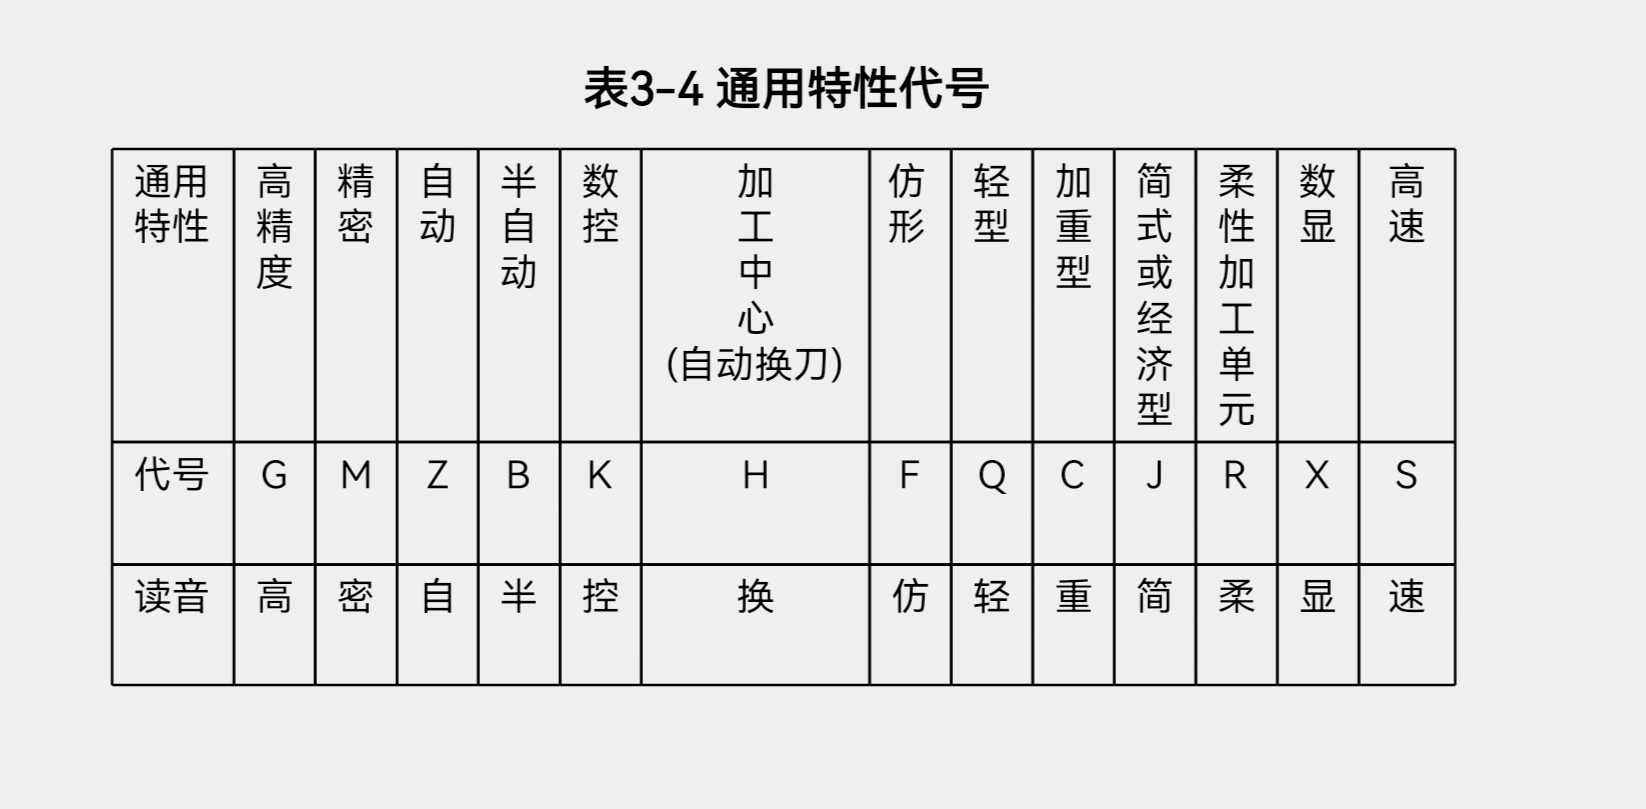 表3-4 通用特性代号
通用特性 高精度 精密 自动 半自动 数控 加工中心(自动换刀) 仿形 轻型 加重型 简式或经济型 柔性加工单元 数显 高速
代号 G M Z B K H F Q C J R X S
读音 高 密 自 半 控 换 仿 轻 重 简 柔 显 速